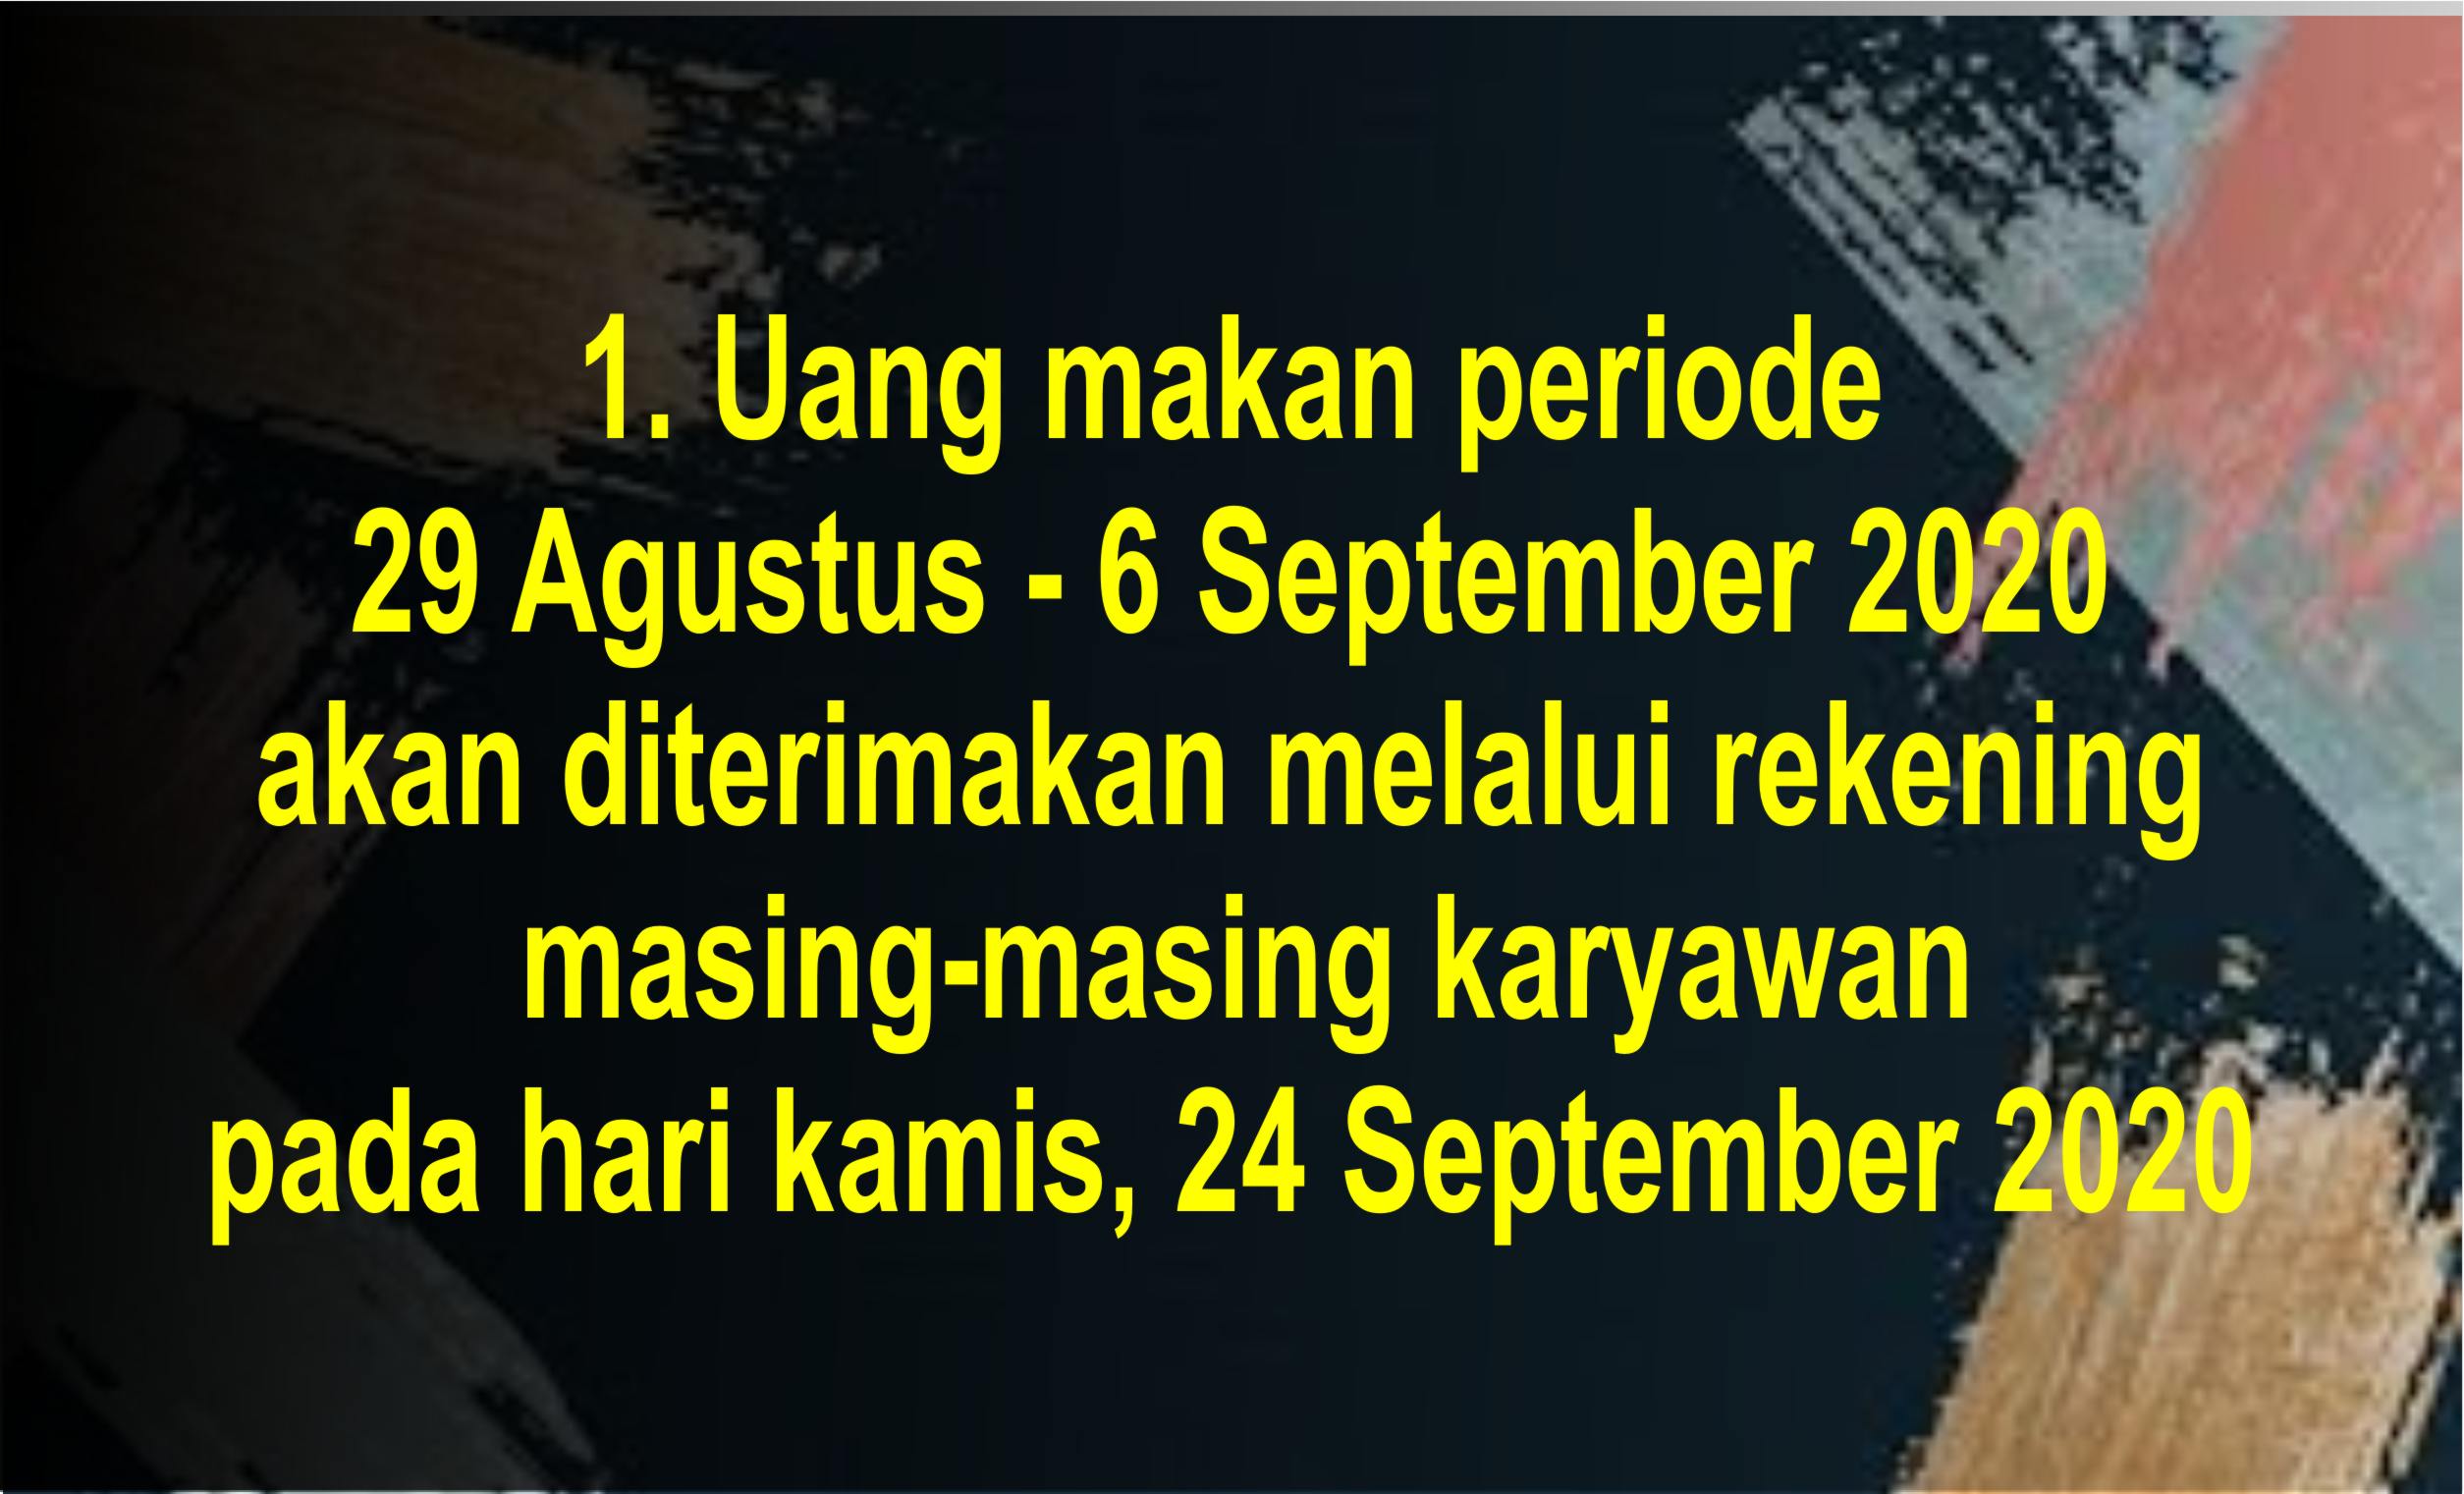 1. Uang makan periode
29 Agustus - 6 September 2020
akan diterimakan melalui rekening
masing-masing karyawan
pada hari kamis, 24 September 2020